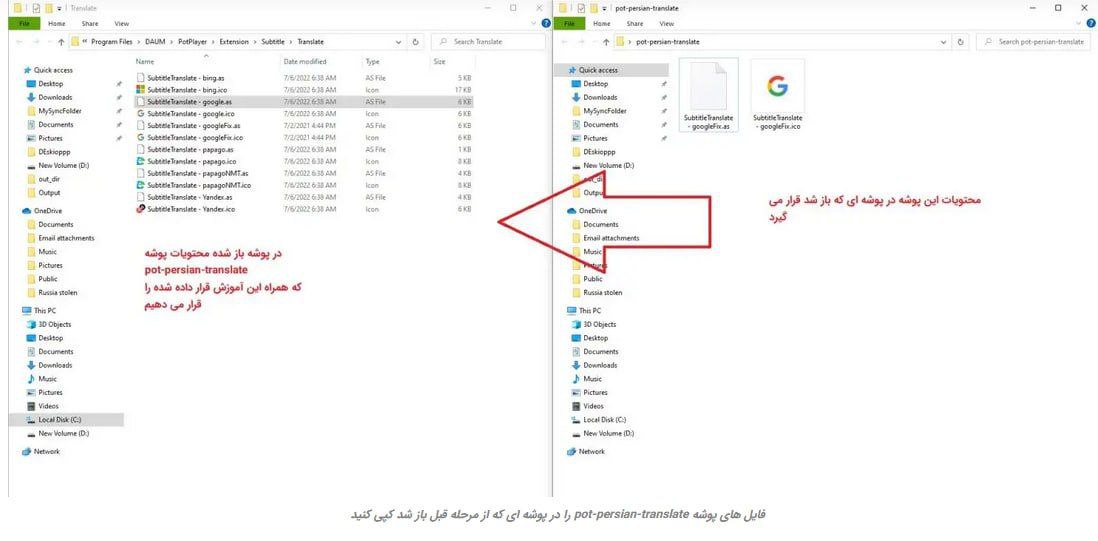 Translate
File Home Share View
« Program Files › DAUM › PotPlayer › Extension › Subtitle › Translate
Search Translate
Name Date modified Type Size
SubtitleTranslate - bing.as 7/6/2022 6:38 AM AS File 5 KB
SubtitleTranslate - bing.ico 7/6/2022 6:38 AM Icon 17 KB
SubtitleTranslate - google.as 7/6/2022 6:38 AM AS File 6 KB
SubtitleTranslate - google.ico 7/6/2022 6:38 AM Icon 6 KB
SubtitleTranslate - googleFix.as 7/2/2021 4:44 PM AS File 6 KB
SubtitleTranslate - googleFix.ico 7/2/2021 4:44 PM Icon 6 KB
SubtitleTranslate - papago.as 7/6/2022 6:38 AM AS File 1 KB
SubtitleTranslate - papago.ico 7/6/2022 6:38 AM Icon 8 KB
SubtitleTranslate - papagoNMT.as 7/6/2022 6:38 AM AS File 4 KB
SubtitleTranslate - papagoNMT.ico 7/6/2022 6:38 AM Icon 8 KB
SubtitleTranslate - Yandex.as 7/6/2022 6:38 AM AS File 4 KB
SubtitleTranslate - Yandex.ico 7/6/2022 6:38 AM Icon 6 KB
Quick access
Desktop
Downloads
MySyncFolder
Documents
Pictures
DEskioppp
New Volume (D:)
out_dir
Output
OneDrive
Documents
Email attachments
Music
Pictures
Public
Russia stolen
This PC
3D Objects
Desktop
Documents
Downloads
Music
Pictures
Videos
Local Disk (C:)
New Volume (D:)
Network
در پوشه باز شده محتویات پوشه
pot-persian-translate
که همراه این آموزش قرار داده شده را
قرار می دهیم
pot-persian-translate
File Home Share View
› pot-persian-translate
Search pot-persian-translate
Quick access
Desktop
Downloads
MySyncFolder
Documents
Pictures
DEskioppp
New Volume (D:)
out_dir
Output
OneDrive
Documents
Email attachments
Music
Pictures
Public
Russia stolen
This PC
3D Objects
Desktop
Documents
Downloads
Music
Pictures
Videos
Local Disk (C:)
New Volume (D:)
Network
SubtitleTranslate
- googleFix.as
SubtitleTranslate
- googleFix.ico
محتویات این پوشه در پوشه ای که باز شد قرار می
گیرد
فایل های پوشه pot-persian-translate را در پوشه ای که از مرحله قبل باز شد کپی کنید